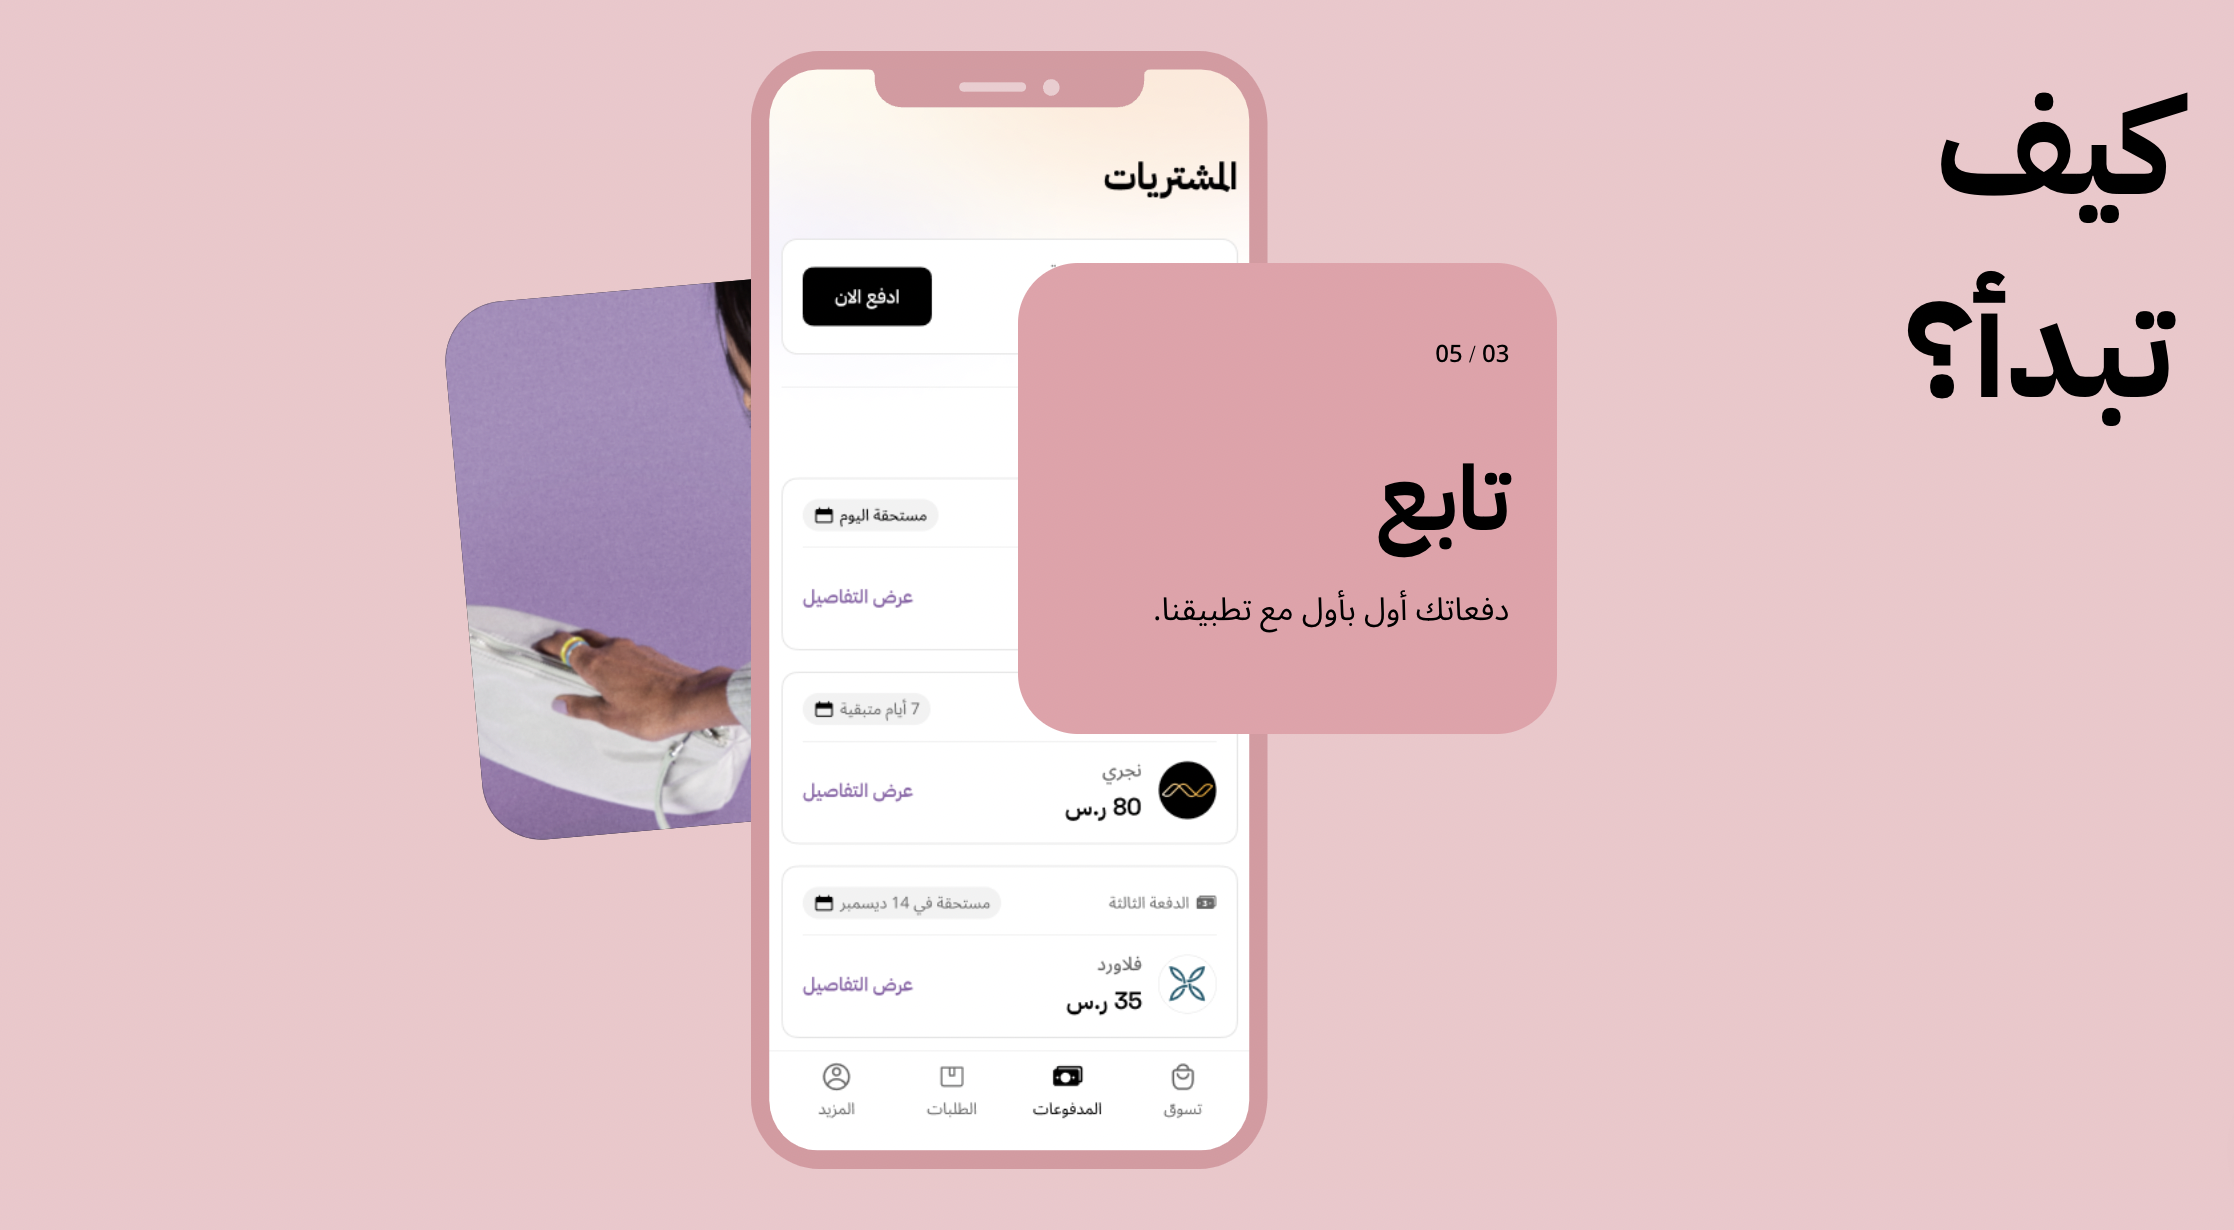 كيف
تبدأ؟
05 / 03
تابع
دفعاتك أول بأول مع تطبيقنا.
المشتريات
ادفع الان
مستحقة اليوم
عرض التفاصيل
7 أيام متبقية
نجري
80 ر.س
عرض التفاصيل
الدفعة الثالثة
مستحقة في 14 ديسمبر
فلاورد
35 ر.س
عرض التفاصيل
تسوق
المدفوعات
الطلبات
المزيد